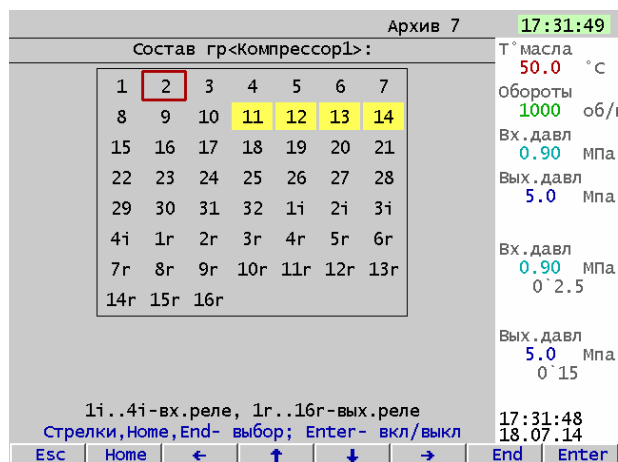 Архив 7
17:31:49
Состав гр<Компрессор1>:
1 2 3 4 5 6 7
8 9 10 11 12 13 14
15 16 17 18 19 20 21
22 23 24 25 26 27 28
29 30 31 32 1i 2i 3i
4i 1r 2r 3r 4r 5r 6r
7r 8r 9r 10r 11r 12r 13r
14r 15r 16r
1i..4i-вх.реле, 1r..16r-вых.реле
Стрелки,Home,End- выбор; Enter- вкл/выкл
T°масла
50.0 °C
Обороты
1000 об/
Вх.давл
0.90 МПа
Вых.давл
5.0 Мпа
Вх.давл
0.90 МПа
0`2.5
Вых.давл
5.0 Мпа
0`15
17:31:48
18.07.14
Esc Home ← ↑ ↓ → End Enter